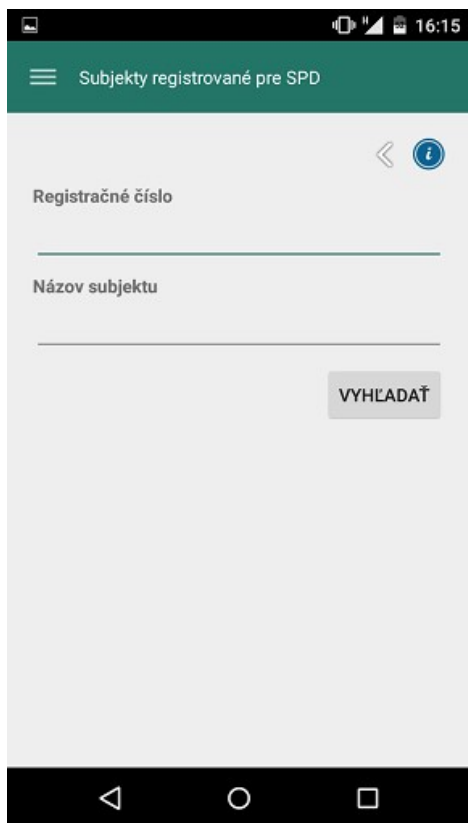 16:15
Subjekty registrované pre SPD
i
Registračné číslo
Názov subjektu
VYHĽADAŤ